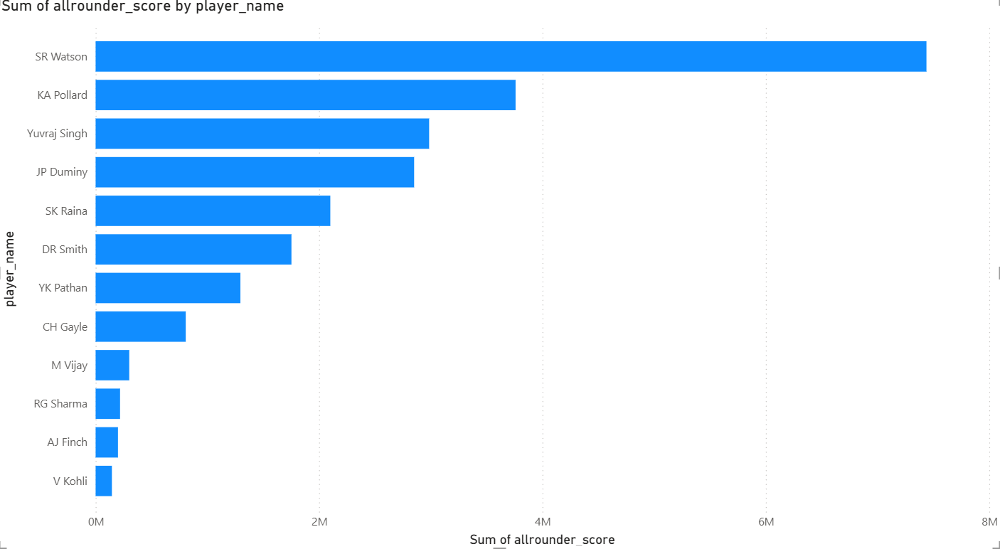 Sum of allrounder_score by player_name
player_name
SR Watson
KA Pollard
Yuvraj Singh
JP Duminy
SK Raina
DR Smith
YK Pathan
CH Gayle
M Vijay
RG Sharma
AJ Finch
V Kohli
0M 2M 4M 6M 8M
Sum of allrounder_score